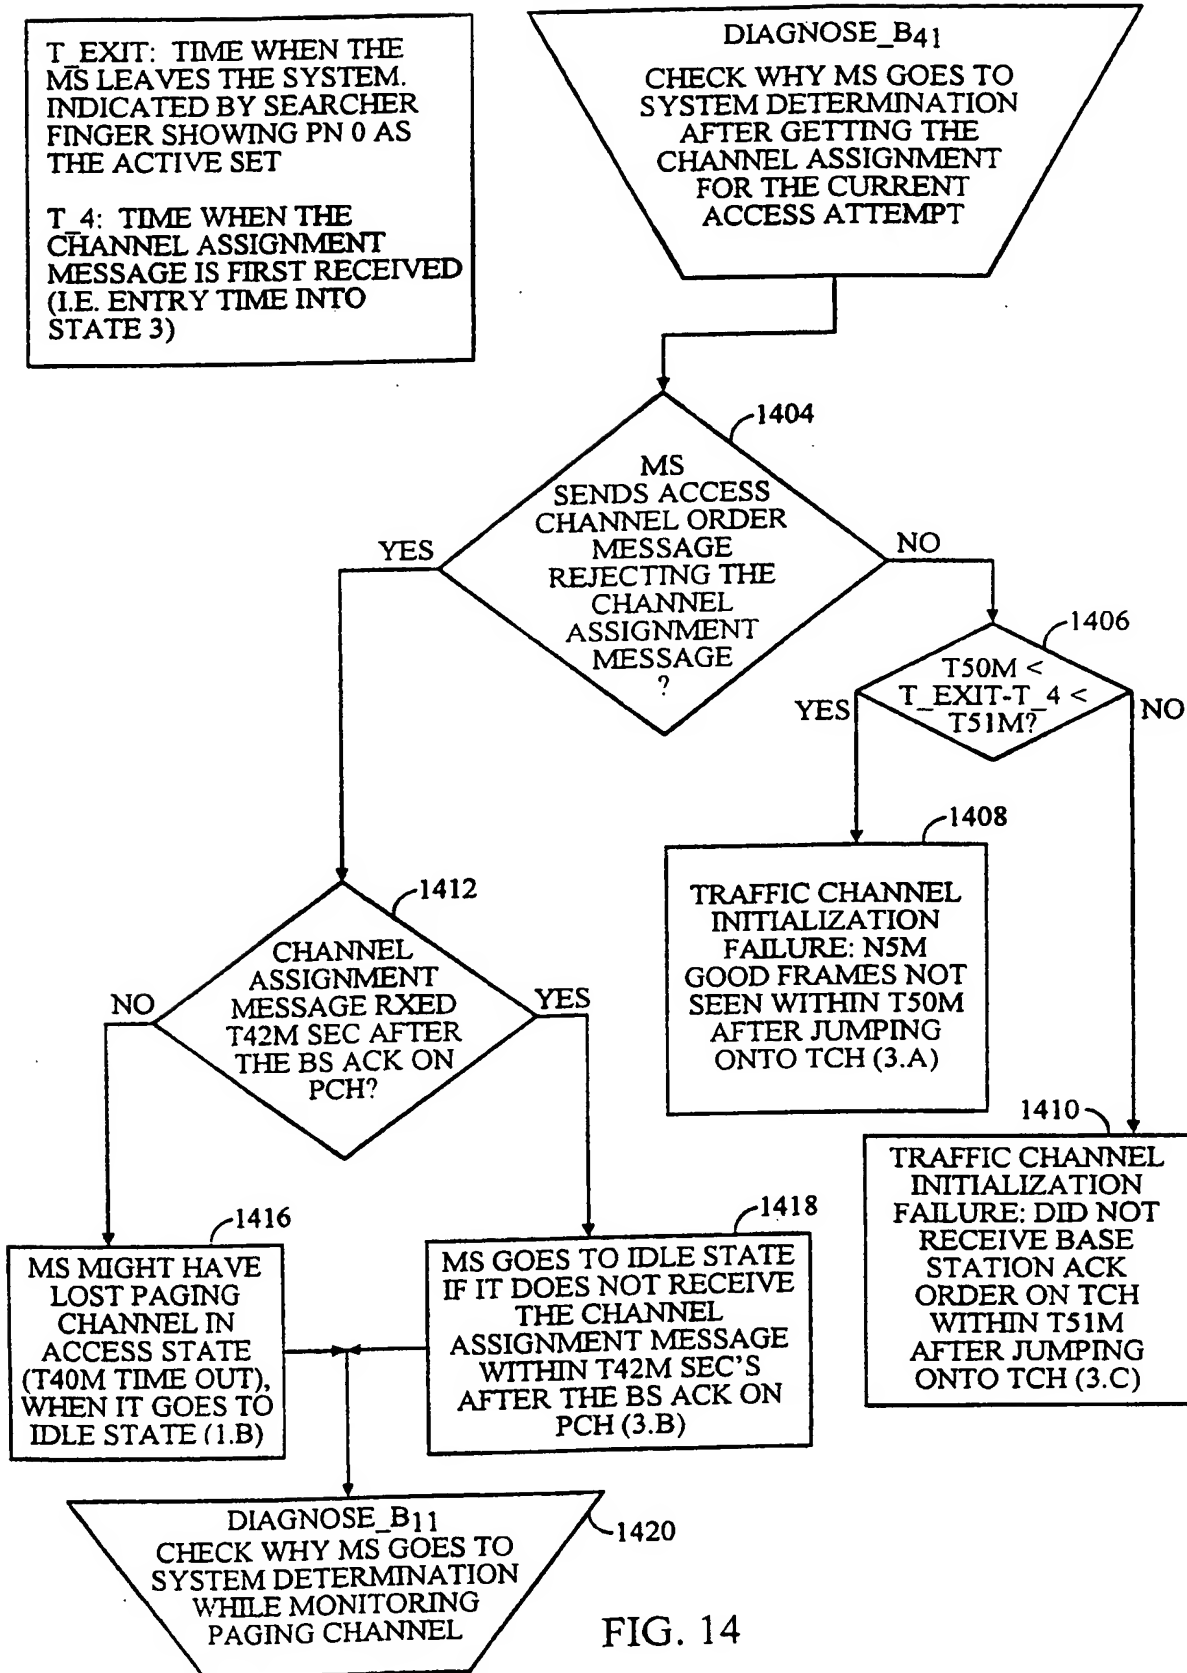 T_EXIT: TIME WHEN THE
MS LEAVES THE SYSTEM.
INDICATED BY SEARCHER
FINGER SHOWING PN 0 AS
THE ACTIVE SET
T_4: TIME WHEN THE
CHANNEL ASSIGNMENT
MESSAGE IS FIRST RECEIVED
(I.E. ENTRY TIME INTO
STATE 3)
DIAGNOSE_B41
CHECK WHY MS GOES TO
SYSTEM DETERMINATION
AFTER GETTING THE
CHANNEL ASSIGNMENT
FOR THE CURRENT
ACCESS ATTEMPT
1404
MS
SENDS ACCESS
CHANNEL ORDER
MESSAGE
REJECTING THE
CHANNEL
ASSIGNMENT
MESSAGE
?
YES
NO
1406
T50M <
T_EXIT-T_4 <
T51M?
YES
NO
1408
TRAFFIC CHANNEL
INITIALIZATION
FAILURE: N5M
GOOD FRAMES NOT
SEEN WITHIN T50M
AFTER JUMPING
ONTO TCH (3.A)
1410
TRAFFIC CHANNEL
INITIALIZATION
FAILURE: DID NOT
RECEIVE BASE
STATION ACK
ORDER ON TCH
WITHIN T51M
AFTER JUMPING
ONTO TCH (3.C)
1412
CHANNEL
ASSIGNMENT
MESSAGE RXED
T42M SEC AFTER
THE BS ACK ON
PCH?
NO
YES
1416
MS MIGHT HAVE
LOST PAGING
CHANNEL IN
ACCESS STATE
(T40M TIME OUT),
WHEN IT GOES TO
IDLE STATE (1.B)
1418
MS GOES TO IDLE STATE
IF IT DOES NOT RECEIVE
THE CHANNEL
ASSIGNMENT MESSAGE
WITHIN T42M SEC'S
AFTER THE BS ACK ON
PCH (3.B)
DIAGNOSE_B11
CHECK WHY MS GOES TO
SYSTEM DETERMINATION
WHILE MONITORING
PAGING CHANNEL
1420
FIG. 14